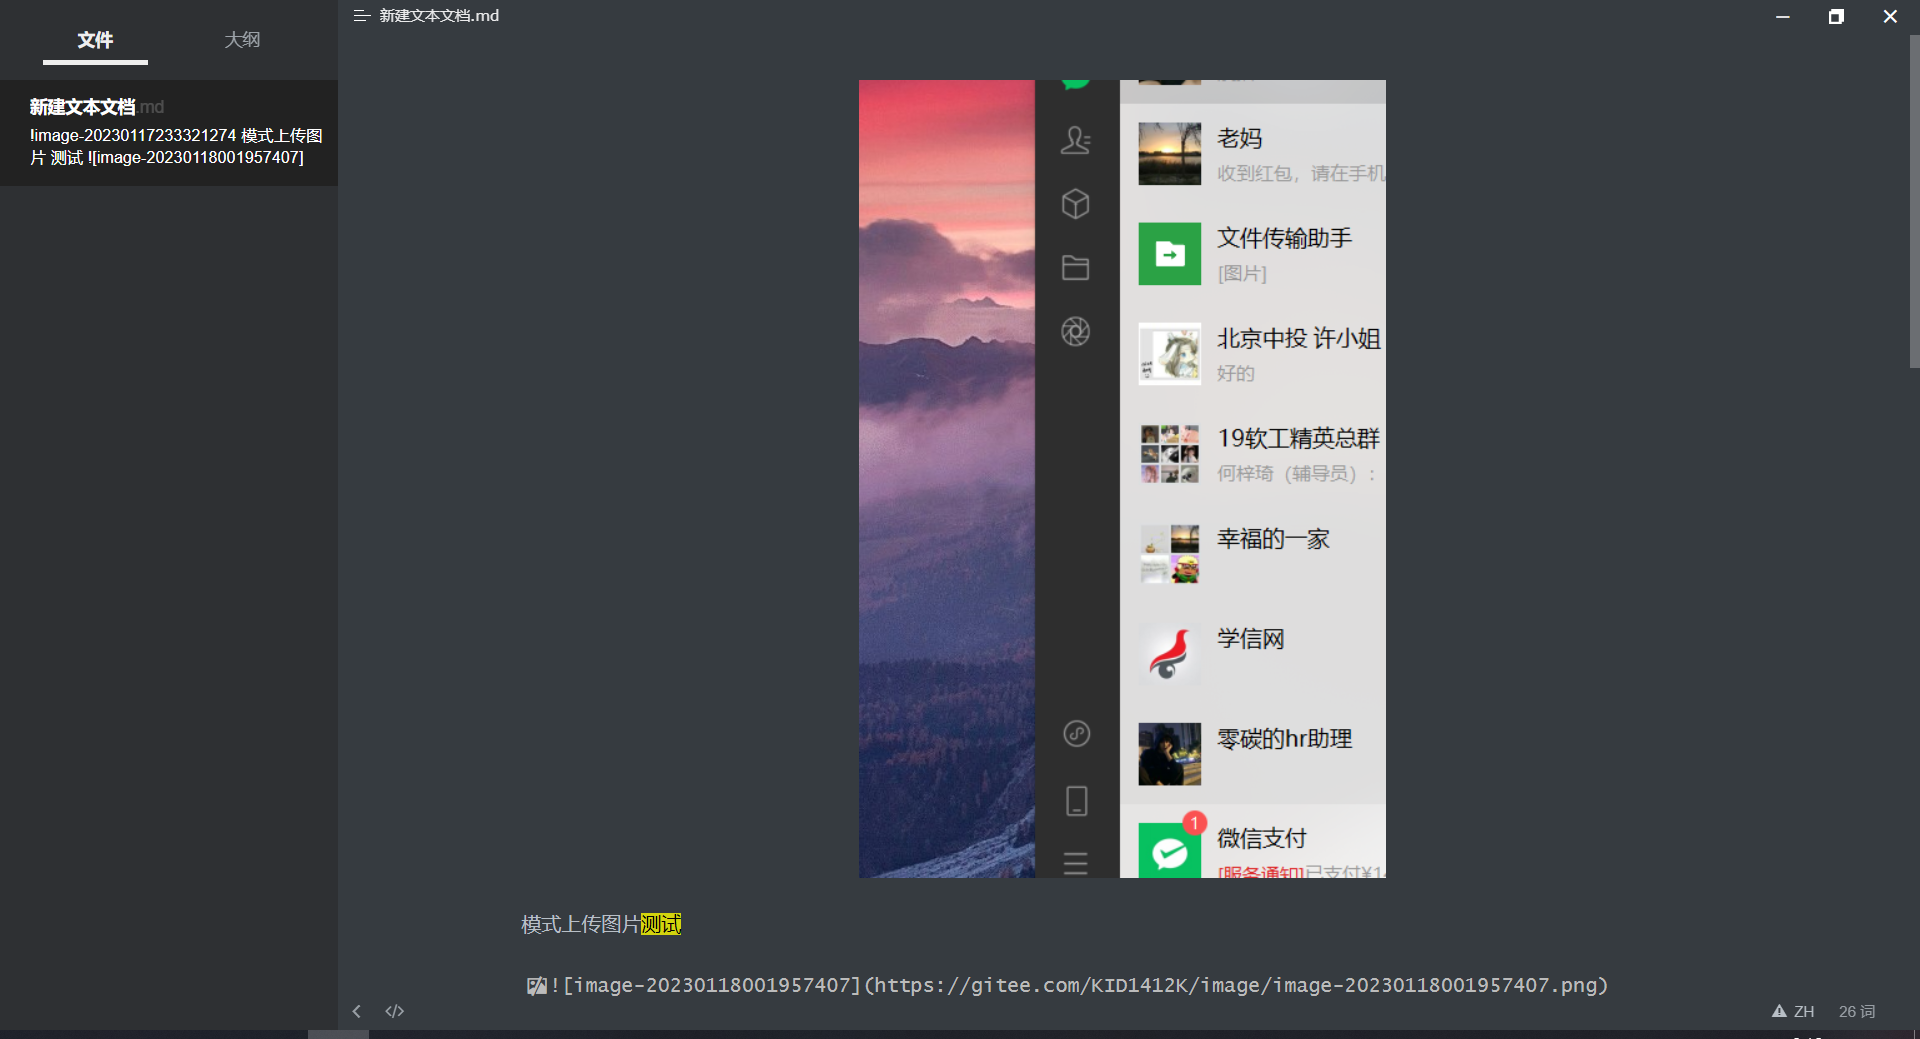 文件
大纲
新建文本文档.md
新建文本文档.md
!image-20230117233321274 模式上传图
片 测试 ![image-20230118001957407]
老妈
收到红包，请在手机
文件传输助手
[图片]
北京中投 许小姐
好的
19软工精英总群
何梓琦（辅导员）：
幸福的一家
学信网
零碳的hr助理
1
微信支付
[服务通知]已支付¥1
模式上传图片测试
![image-20230118001957407](https://gitee.com/KID1412K/image/image-20230118001957407.png)
ZH
26 词